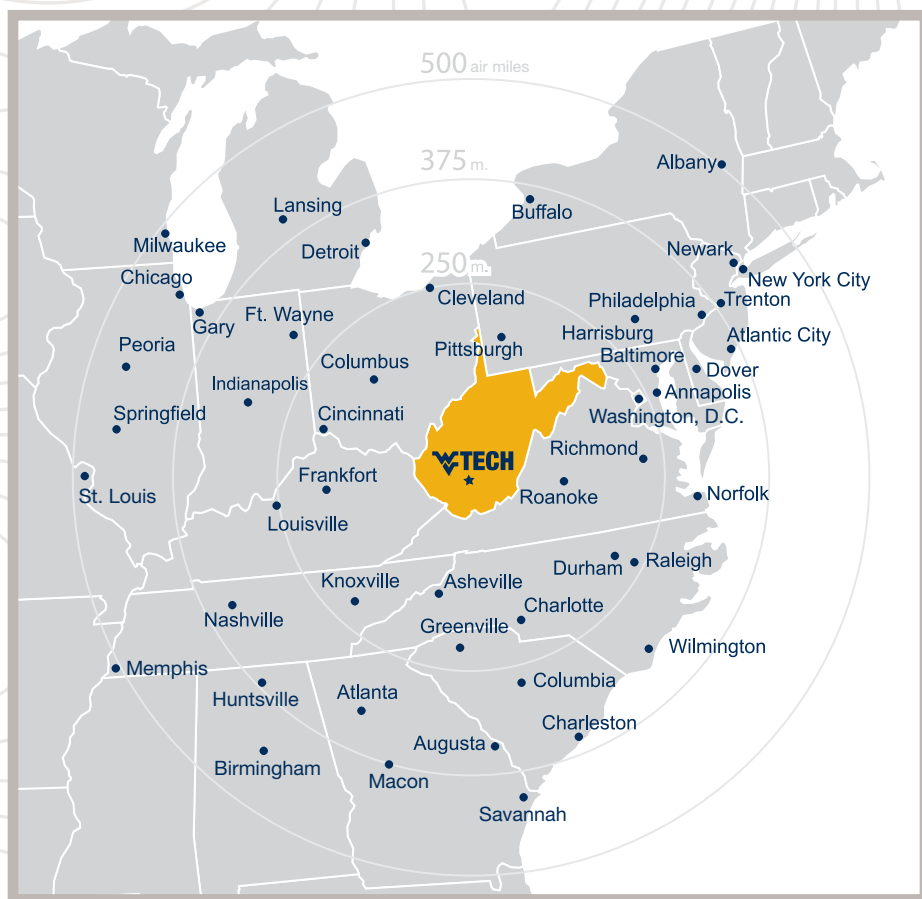 500 air miles
375 m.
Albany
Lansing
Buffalo
Milwaukee
Detroit
Newark
250 m.
New York City
Chicago
Cleveland
Philadelphia
Trenton
Gary
Ft. Wayne
Harrisburg
Atlantic City
Peoria
Pittsburgh
Columbus
Baltimore
Dover
Indianapolis
Annapolis
Springfield
Cincinnati
Washington, D.C.
Richmond
WV TECH
Frankfort
St. Louis
Roanoke
Norfolk
Louisville
Durham
Raleigh
Knoxville
Asheville
Nashville
Charlotte
Greenville
Wilmington
Memphis
Columbia
Huntsville
Atlanta
Charleston
Augusta
Birmingham
Macon
Savannah